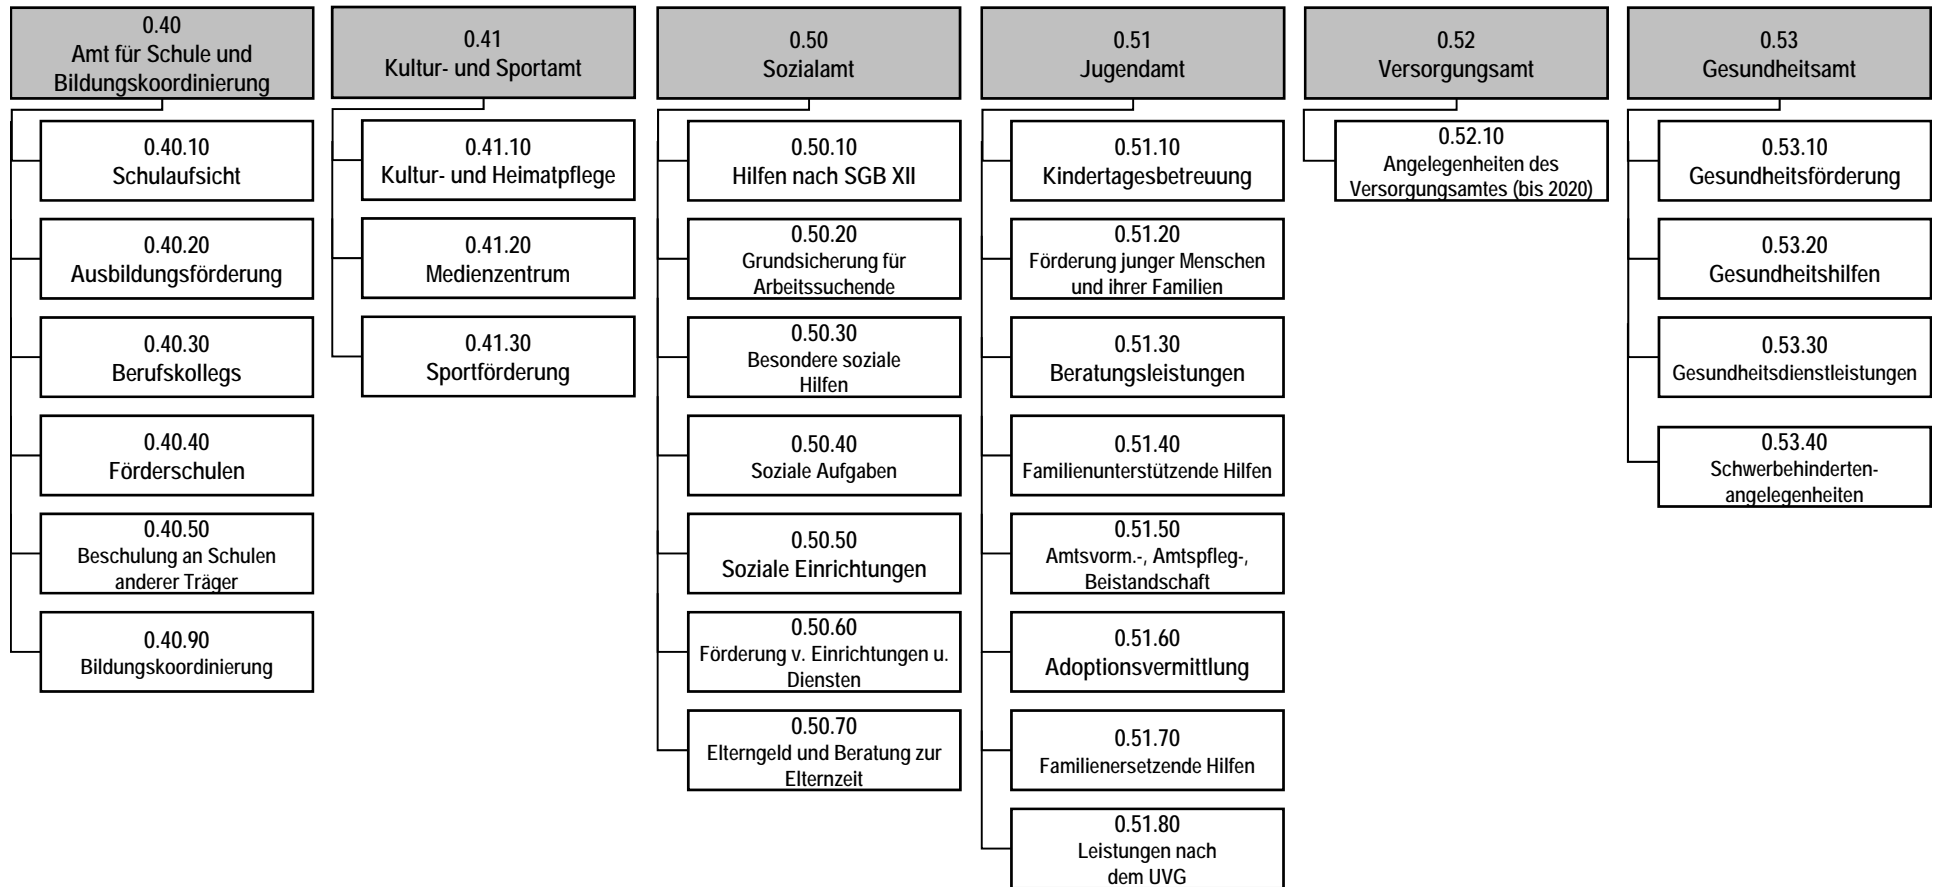 0.40
Amt für Schule und
Bildungskoordinierung
0.40.10
Schulaufsicht
0.40.20
Ausbildungsförderung
0.40.30
Berufskollegs
0.40.40
Förderschulen
0.40.50
Beschulung an Schulen
anderer Träger
0.40.90
Bildungskoordinierung
0.41
Kultur- und Sportamt
0.41.10
Kultur- und Heimatpflege
0.41.20
Medienzentrum
0.41.30
Sportförderung
0.50
Sozialamt
0.50.10
Hilfen nach SGB XII
0.50.20
Grundsicherung für
Arbeitssuchende
0.50.30
Besondere soziale
Hilfen
0.50.40
Soziale Aufgaben
0.50.50
Soziale Einrichtungen
0.50.60
Förderung v. Einrichtungen u.
Diensten
0.50.70
Elterngeld und Beratung zur
Elternzeit
0.51
Jugendamt
0.51.10
Kindertagesbetreuung
0.51.20
Förderung junger Menschen
und ihrer Familien
0.51.30
Beratungsleistungen
0.51.40
Familienunterstützende Hilfen
0.51.50
Amtsvorm.-, Amtspfleg-,
Beistandschaft
0.51.60
Adoptionsvermittlung
0.51.70
Familienersetzende Hilfen
0.51.80
Leistungen nach
dem UVG
0.52
Versorgungsamt
0.52.10
Angelegenheiten des
Versorgungsamtes (bis 2020)
0.53
Gesundheitsamt
0.53.10
Gesundheitsförderung
0.53.20
Gesundheitshilfen
0.53.30
Gesundheitsdienstleistungen
0.53.40
Schwerbehinderten-
angelegenheiten